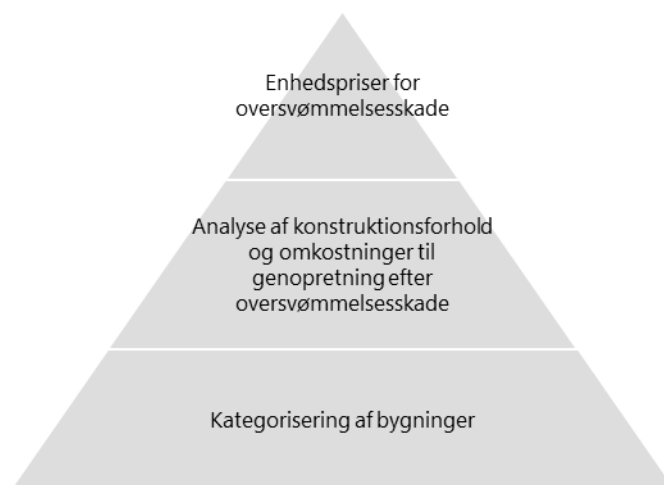 Enhedspriser for
oversvømmelsesskade
Analyse af konstruktionsforhold
og omkostninger til
genopretning efter
oversvømmelsesskade
Kategorisering af bygninger